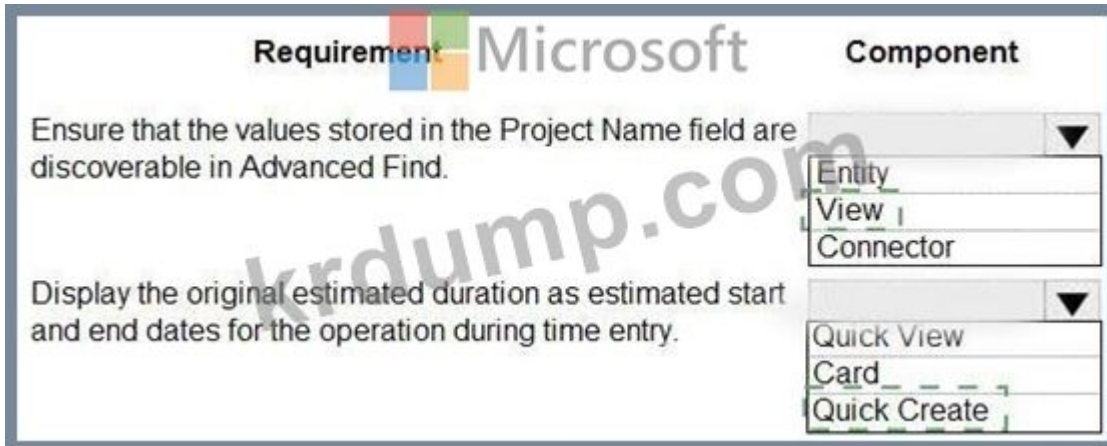 Requirement
Microsoft
Component
Ensure that the values stored in the Project Name field are
discoverable in Advanced Find.
Entity
View
Connector
Display the original estimated duration as estimated start
and end dates for the operation during time entry.
Quick View
Card
Quick Create
krdump.com